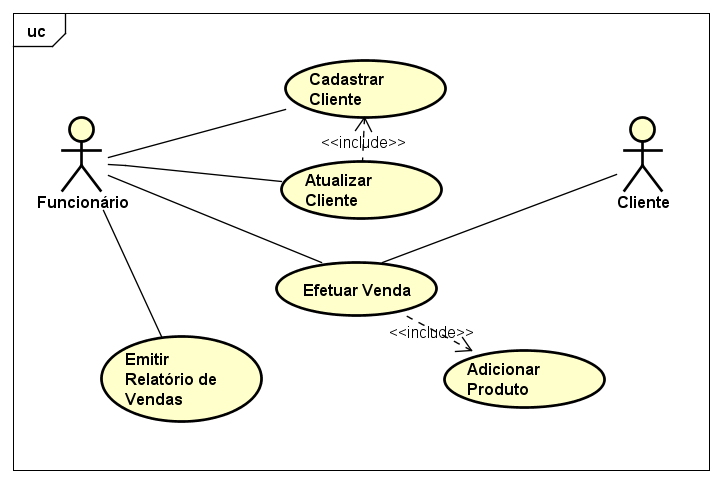 uc
Cadastrar
Cliente
<<include>>
Atualizar
Cliente
Funcionário
Cliente
Efetuar Venda
<<include>>
Emitir
Relatório de
Vendas
Adicionar
Produto